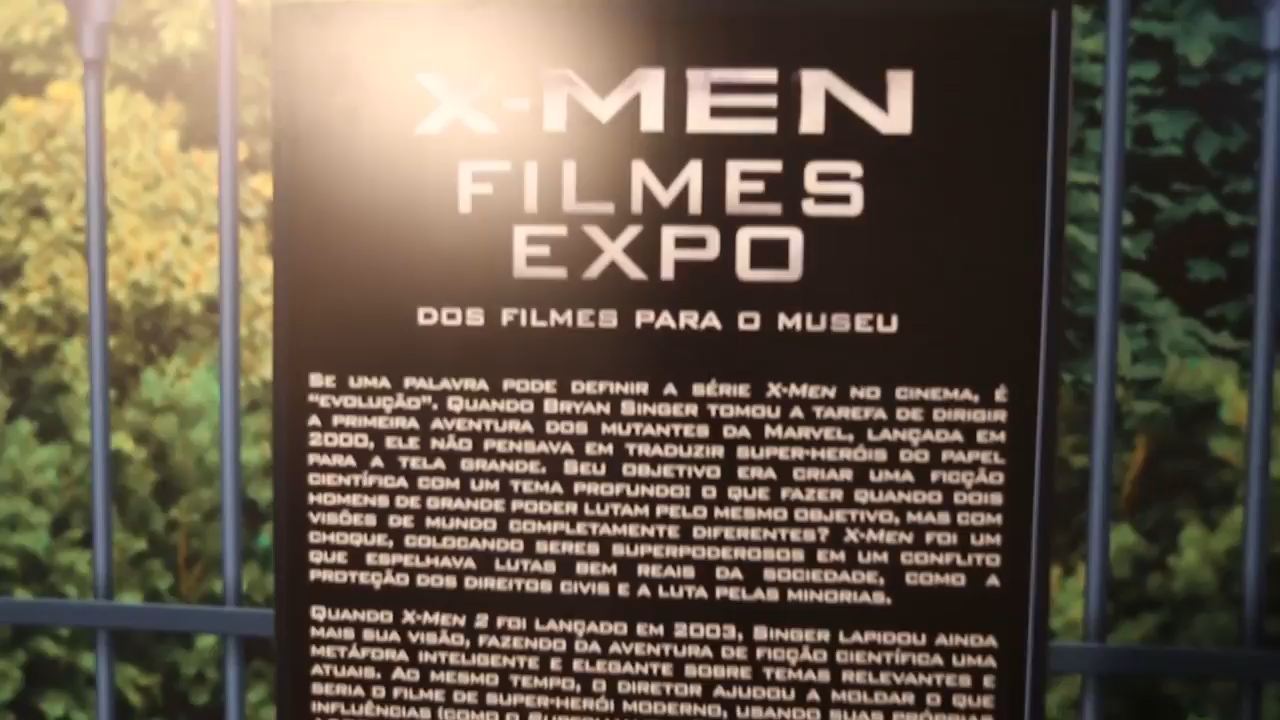 X-MEN
FILMES
EXPO
DOS FILMES PARA O MUSEU
SE UMA PALAVRA PODE DEFINIR A SÉRIE X-MEN NO CINEMA, É
"EVOLUÇÃO". QUANDO BRYAN SINGER TOMOU A TAREFA DE DIRIGIR
A PRIMEIRA AVENTURA DOS MUTANTES DA MARVEL, LANÇADA EM
2000, ELE NÃO PENSAVA EM TRADUZIR SUPER-HERÓIS DO PAPEL
PARA A TELA GRANDE. SEU OBJETIVO ERA CRIAR UMA FICÇÃO
CIENTÍFICA COM UM TEMA PROFUNDO: O QUE FAZER QUANDO DOIS
HOMENS DE GRANDE PODER LUTAM PELO MESMO OBJETIVO, MAS COM
VISÕES DE MUNDO COMPLETAMENTE DIFERENTES? X-MEN FOI UM
CHOQUE, COLOCANDO SERES SUPERPODEROSOS EM UM CONFLITO
QUE ESPELHAVA LUTAS BEM REAIS DA SOCIEDADE, COMO A
PROTEÇÃO DOS DIREITOS CIVIS E A LUTA PELAS MINORIAS.
QUANDO X-MEN 2 FOI LANÇADO EM 2003, SINGER LAPIDOU AINDA
MAIS SUA VISÃO, FAZENDO DA AVENTURA DE FICÇÃO CIENTÍFICA UMA
METÁFORA INTELIGENTE E ELEGANTE SOBRE TEMAS RELEVANTES E
ATUAIS. AO MESMO TEMPO, O DIRETOR AJUDOU A MOLDAR O QUE
SERIA O FILME DE SUPER-HERÓI MODERNO, USANDO SUAS PRÓPRIAS
INFLUÊNCIAS (COMO O